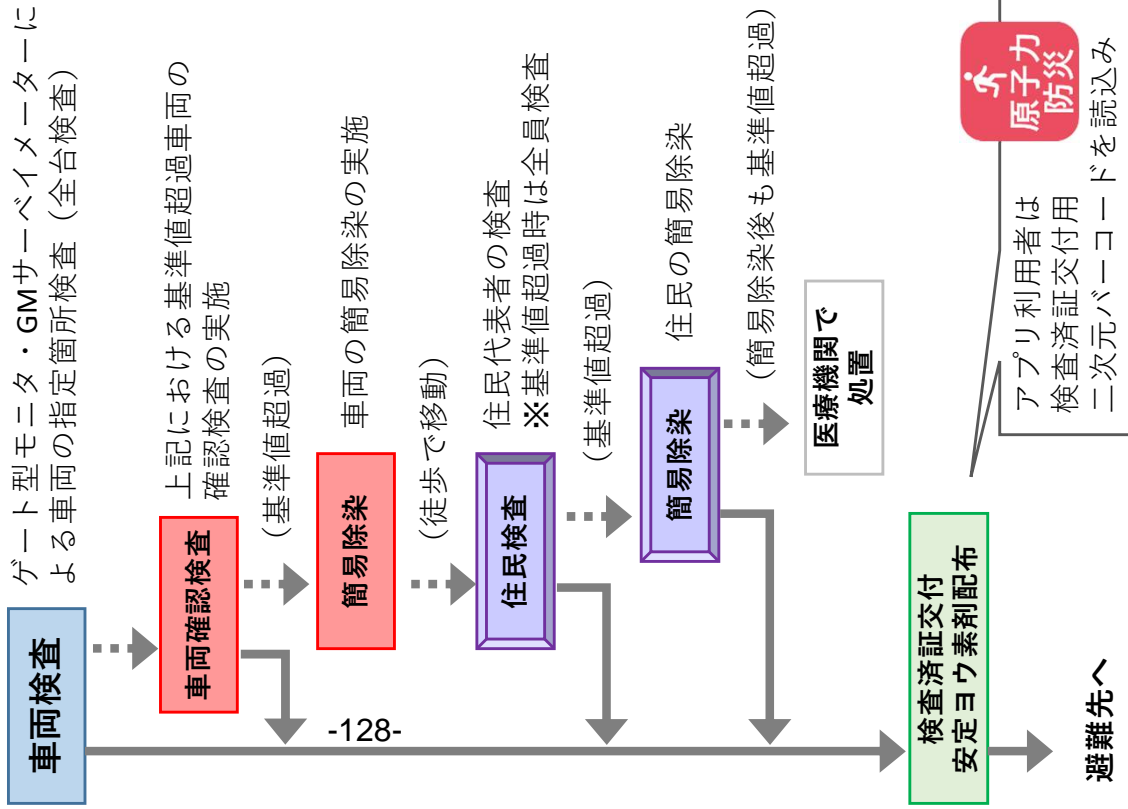 車両検査
ゲート型モニタ・GMサーベイメーターに
よる車両の指定箇所検査（全台検査）
車両確認検査
上記における基準値超過車両の
確認検査の実施
（基準値超過）
簡易除染
車両の簡易除染の実施
（徒歩で移動）
住民検査
住民代表者の検査
※基準値超過時は全員検査
（基準値超過）
簡易除染
住民の簡易除染
（簡易除染後も基準値超過）
医療機関で
処置
検査済証交付
安定ヨウ素剤配布
アプリ利用者は
検査済証交付用
二次元バーコードを読込み
原子力
防災
避難先へ
-128-